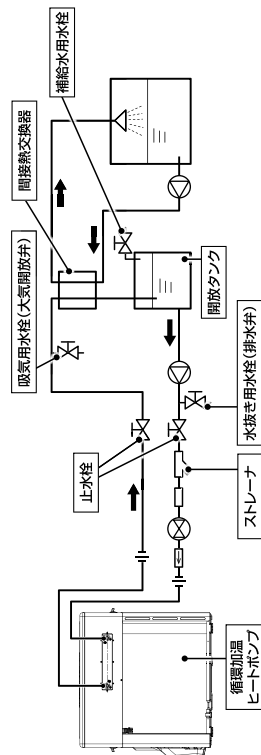 補給水用水栓
間接熱交換器
吸気用水栓(大気開放弁)
開放タンク
水抜き用水栓(排水弁)
止水栓
ストレーナ
循環加温
ヒートポンプ